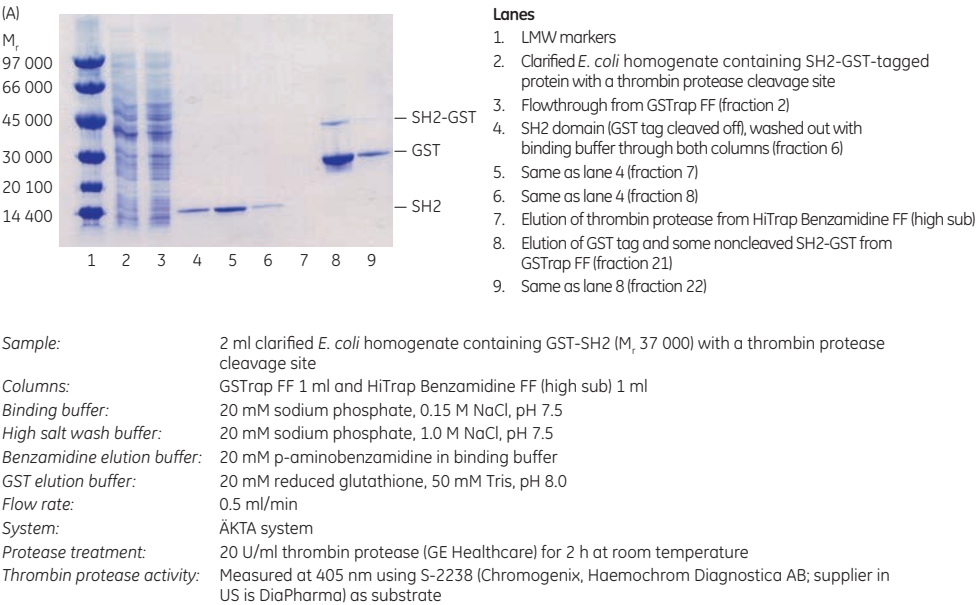 (A)
Mr
97 000
66 000
45 000
30 000
20 100
14 400
SH2-GST
GST
SH2
1 2 3 4 5 6 7 8 9
Lanes
1. LMW markers
2. Clarified E. coli homogenate containing SH2-GST-tagged
protein with a thrombin protease cleavage site
3. Flowthrough from GSTrap FF (fraction 2)
4. SH2 domain (GST tag cleaved off), washed out with
binding buffer through both columns (fraction 6)
5. Same as lane 4 (fraction 7)
6. Same as lane 4 (fraction 8)
7. Elution of thrombin protease from HiTrap Benzamidine FF (high sub)
8. Elution of GST tag and some noncleaved SH2-GST from
GSTrap FF (fraction 21)
9. Same as lane 8 (fraction 22)
Sample: 2 ml clarified E. coli homogenate containing GST-SH2 (Mr 37 000) with a thrombin protease
cleavage site
Columns: GSTrap FF 1 ml and HiTrap Benzamidine FF (high sub) 1 ml
Binding buffer: 20 mM sodium phosphate, 0.15 M NaCl, pH 7.5
High salt wash buffer: 20 mM sodium phosphate, 1.0 M NaCl, pH 7.5
Benzamidine elution buffer: 20 mM p-aminobenzamidine in binding buffer
GST elution buffer: 20 mM reduced glutathione, 50 mM Tris, pH 8.0
Flow rate: 0.5 ml/min
System: ÄKTA system
Protease treatment: 20 U/ml thrombin protease (GE Healthcare) for 2 h at room temperature
Thrombin protease activity: Measured at 405 nm using S-2238 (Chromogenix, Haemochrom Diagnostica AB; supplier in
US is DiaPharma) as substrate